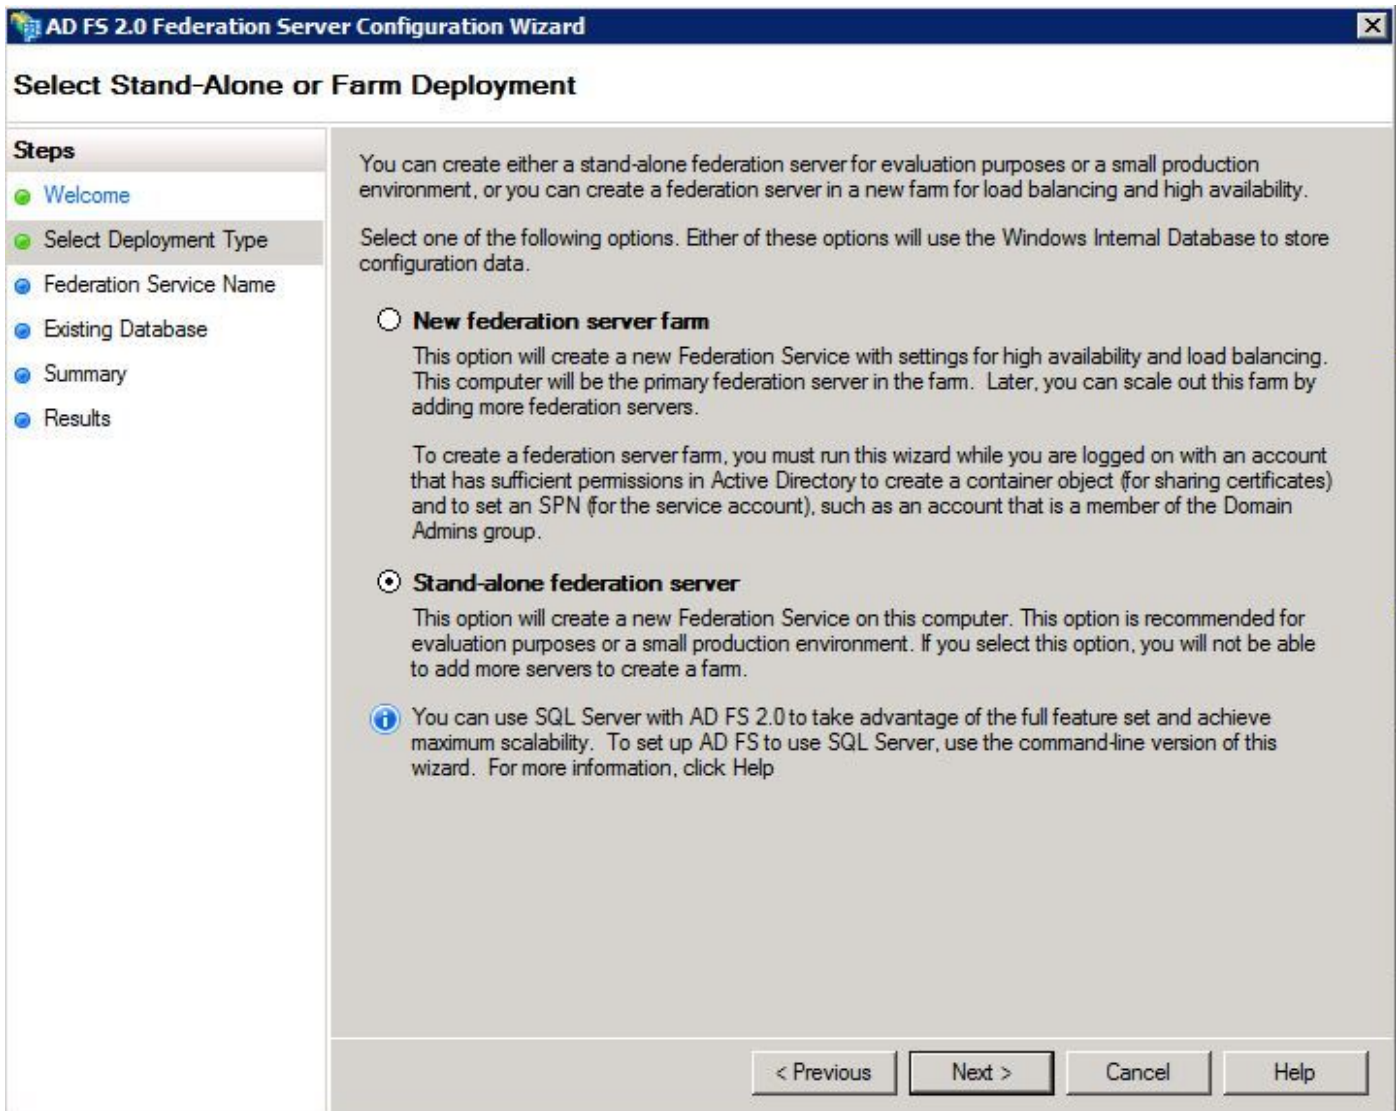 AD FS 2.0 Federation Server Configuration Wizard
Select Stand-Alone or Farm Deployment
Steps
Welcome
Select Deployment Type
Federation Service Name
Existing Database
Summary
Results
You can create either a stand-alone federation server for evaluation purposes or a small production
environment, or you can create a federation server in a new farm for load balancing and high availability.
Select one of the following options. Either of these options will use the Windows Internal Database to store
configuration data.
New federation server farm
This option will create a new Federation Service with settings for high availability and load balancing.
This computer will be the primary federation server in the farm.  Later, you can scale out this farm by
adding more federation servers.
To create a federation server farm, you must run this wizard while you are logged on with an account
that has sufficient permissions in Active Directory to create a container object (for sharing certificates)
and to set an SPN (for the service account), such as an account that is a member of the Domain
Admins group.
Stand-alone federation server
This option will create a new Federation Service on this computer. This option is recommended for
evaluation purposes or a small production environment. If you select this option, you will not be able
to add more servers to create a farm.
You can use SQL Server with AD FS 2.0 to take advantage of the full feature set and achieve
maximum scalability.  To set up AD FS to use SQL Server, use the command-line version of this
wizard.  For more information, click Help
< Previous
Next >
Cancel
Help